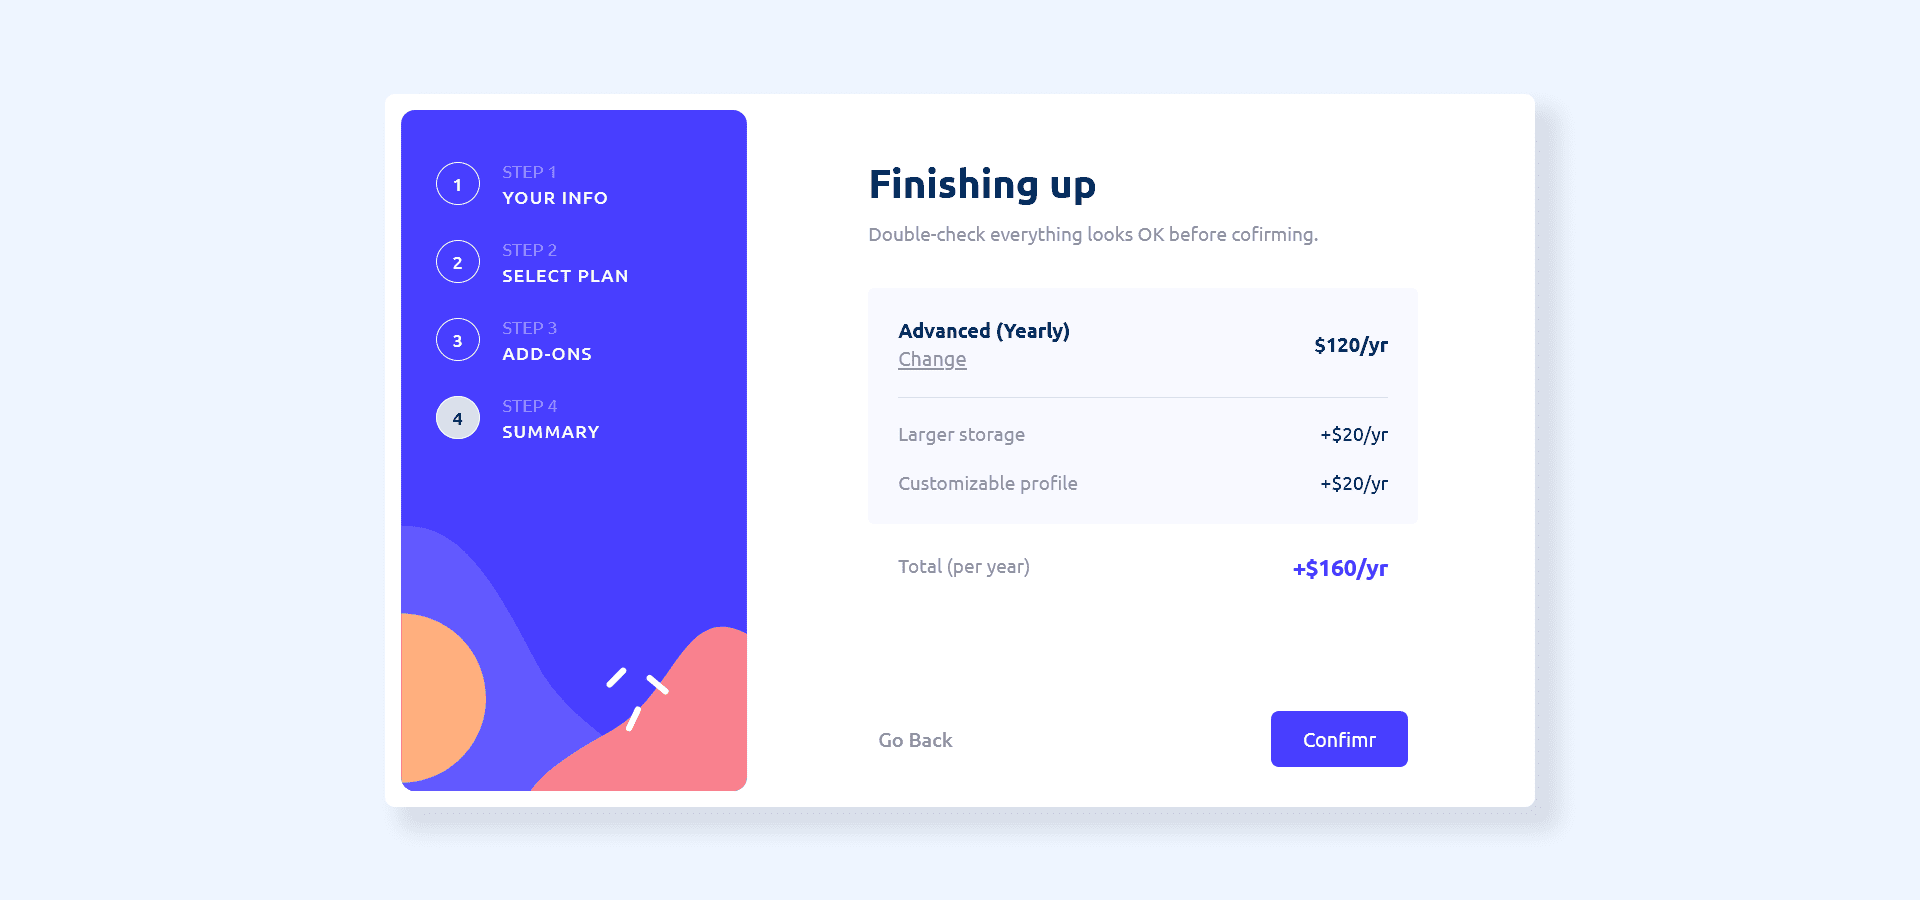 1
STEP 1
YOUR INFO
2
STEP 2
SELECT PLAN
3
STEP 3
ADD-ONS
4
STEP 4
SUMMARY
Finishing up
Double-check everything looks OK before cofirming.
Advanced (Yearly)
Change
$120/yr
Larger storage +$20/yr
Customizable profile +$20/yr
Total (per year) +$160/yr
Go Back Confimr